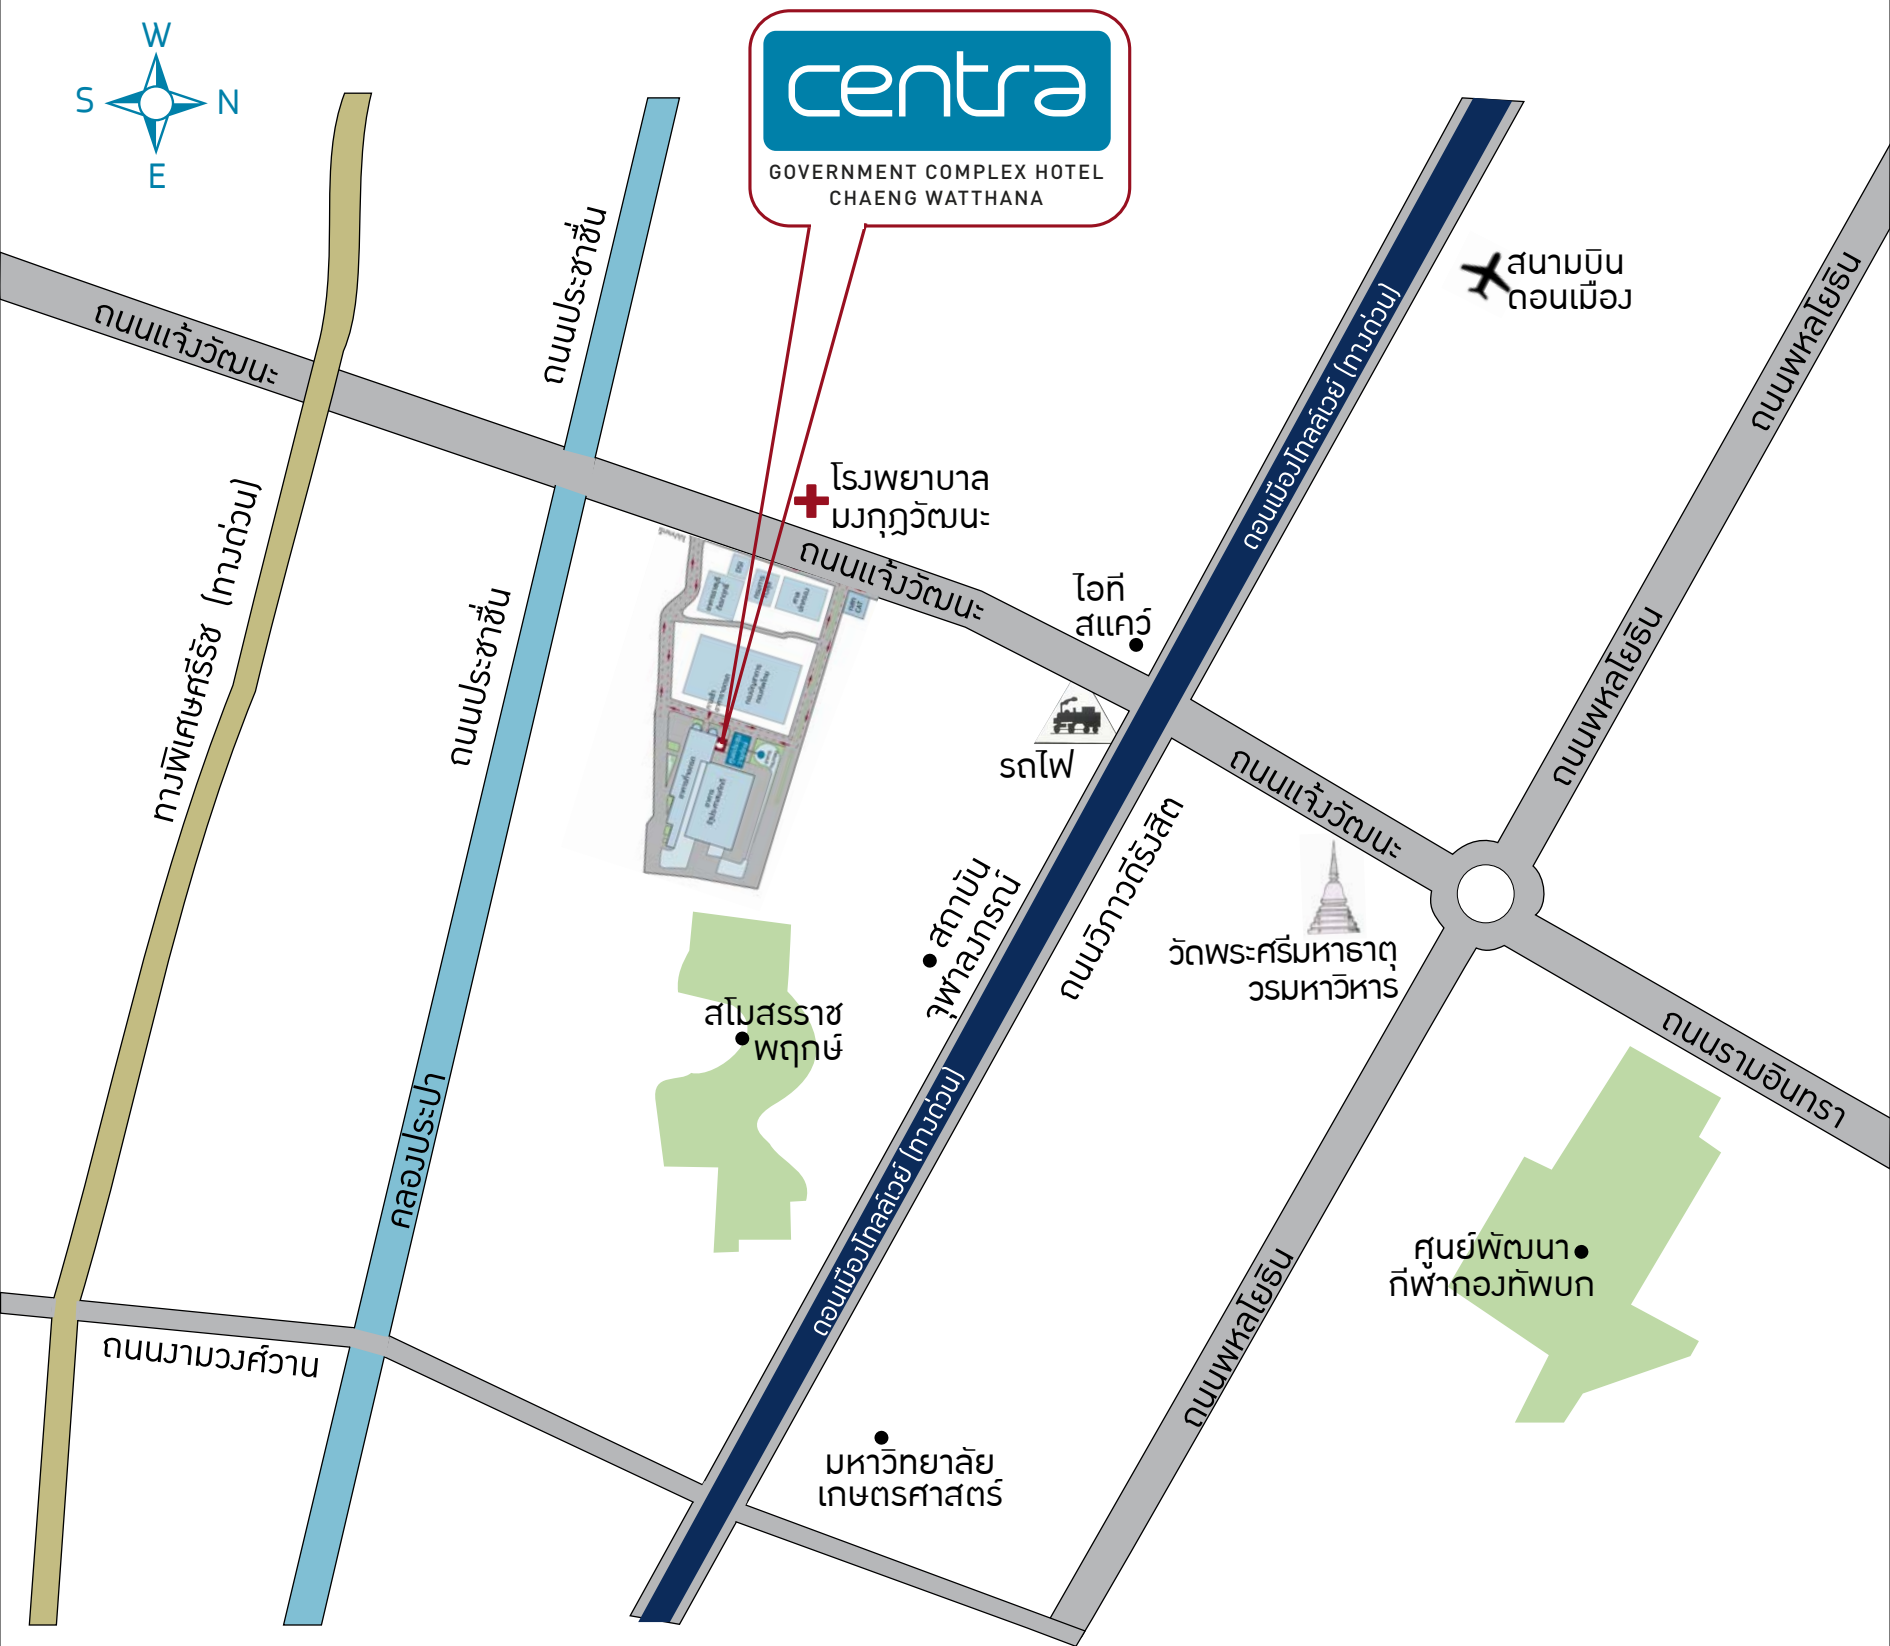 W
S
N
E
centra
GOVERNMENT COMPLEX HOTEL
CHAENG WATTHANA
ถนนประชาชื่น
สนามบิน
ดอนเมือง
ถนนพหลโยธิน
ดอนเมืองโทลล์เวย์ (ทางด่วน)
ถนนแจ้งวัฒนะ
โรงพยาบาล
มงกุฎวัฒนะ
ถนนแจ้งวัฒนะ
ทางพิเศษศรีรัช (ทางด่วน)
ถนนประชาชื่น
ไอที
สแควร์
รถไฟ
ถนนพหลโยธิน
ถนนแจ้งวัฒนะ
ถนนวิภาวดีรังสิต
สถาบัน
จุฬาลงกรณ์
วัดพระศรีมหาธาตุ
วรมหาวิหาร
สโมสรราช
พฤกษ์
ถนนรามอินทรา
คลองประปา
ดอนเมืองโทลล์เวย์ (ทางด่วน)
ศูนย์พัฒนา
กีฬากองทัพบก
ถนนพหลโยธิน
ถนนงามวงศ์วาน
มหาวิทยาลัย
เกษตรศาสตร์